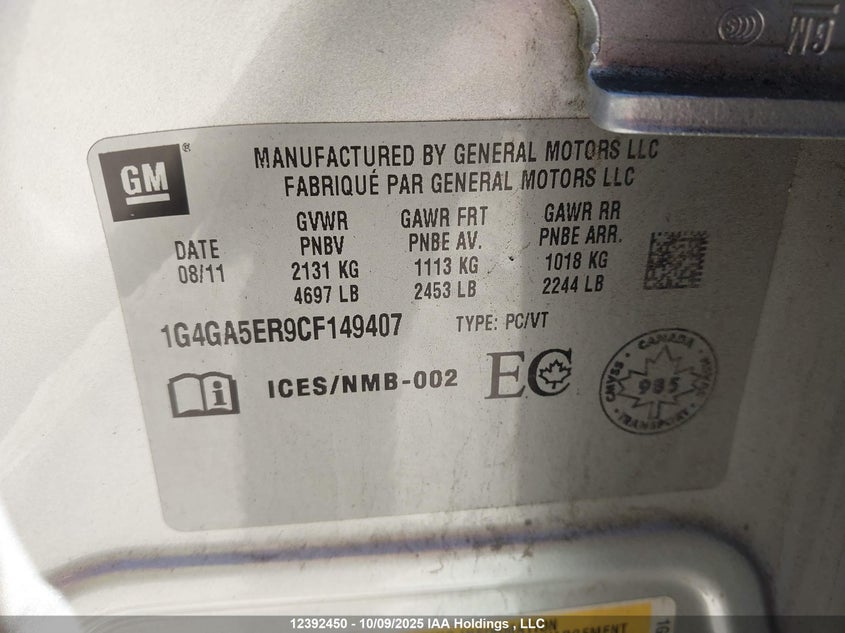 GM
MANUFACTURED BY GENERAL MOTORS LLC
FABRIQUÉ PAR GENERAL MOTORS LLC
DATE
08/11
GVWR
PNBV
2131 KG
4697 LB
GAWR FRT
PNBE AV.
1113 KG
2453 LB
GAWR RR
PNBE ARR.
1018 KG
2244 LB
1G4GA5ER9CF149407 TYPE: PC/VT
ICES/NMB-002 EC
CANADA
CMVSS
985
TRANSPORT
12392450 - 10/09/2025 IAA Holdings , LLC